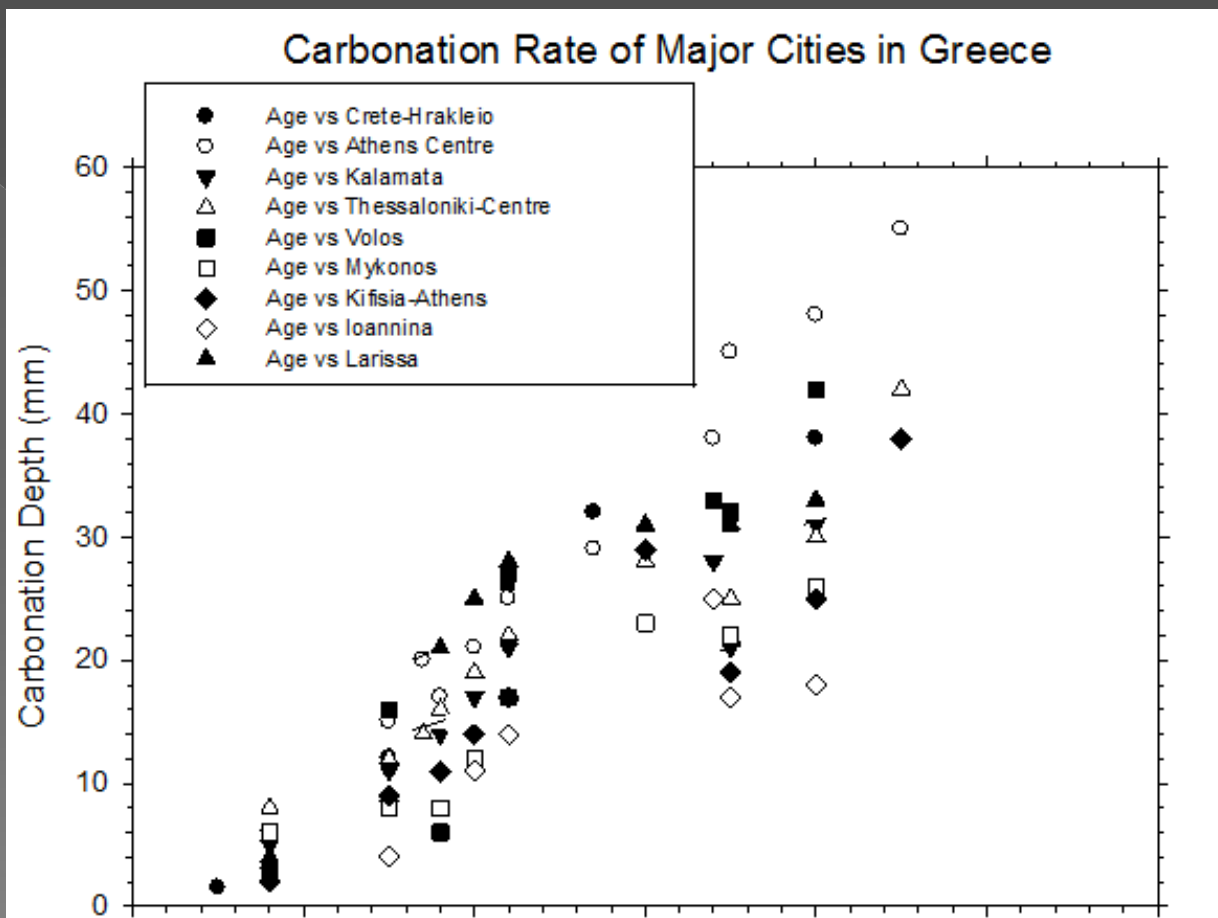 Carbonation Rate of Major Cities in Greece
Age vs Crete-Hrakleio
Age vs Athens Centre
Age vs Kalamata
Age vs Thessaloniki-Centre
Age vs Volos
Age vs Mykonos
Age vs Kifisia-Athens
Age vs Ioannina
Age vs Larissa
Carbonation Depth (mm)
60
50
40
30
20
10
0